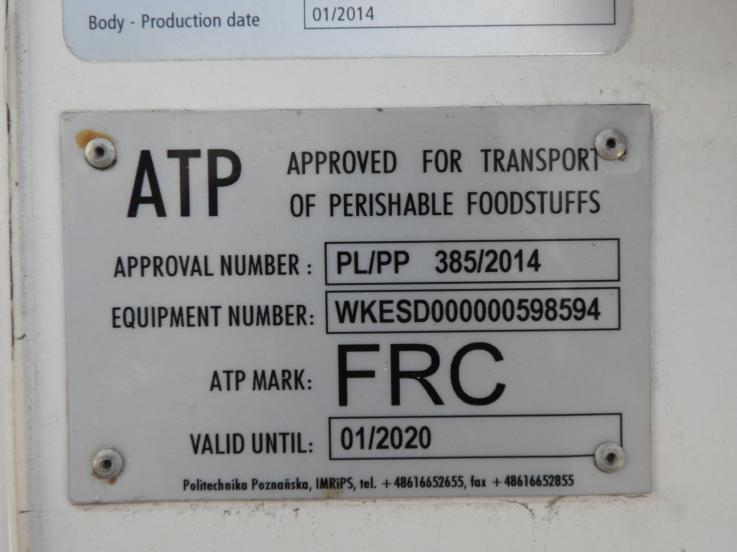 Body - Production date 01/2014
ATP APPROVED FOR TRANSPORT
OF PERISHABLE FOODSTUFFS
APPROVAL NUMBER : PL/PP 385/2014
EQUIPMENT NUMBER: WKESD000000598594
ATP MARK: FRC
VALID UNTIL: 01/2020
Politechnika Poznańska, IMRiPS, tel. +48616652655, fax +48616652855